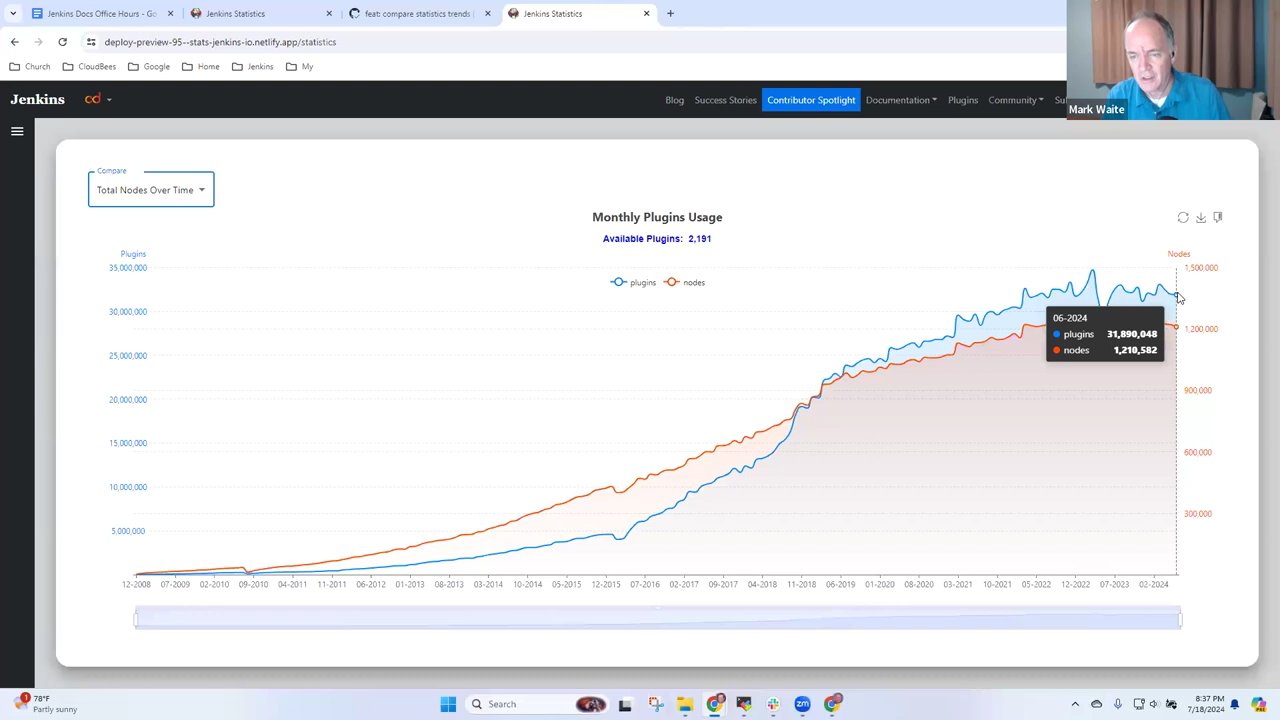 Jenkins Docs Office Hours - Go
Jenkins Statistics
feat: compare statistics trends
Jenkins Statistics
deploy-preview-95--stats-jenkins-io.netlify.app/statistics
Church
CloudBees
Google
Home
Jenkins
My
Mark Waite
Jenkins
cd
Blog
Success Stories
Contributor Spotlight
Documentation
Plugins
Community
Compare
Total Nodes Over Time
Monthly Plugins Usage
Available Plugins: 2,191
Plugins
Nodes
plugins
nodes
35,000,000
30,000,000
25,000,000
20,000,000
15,000,000
10,000,000
5,000,000
1,500,000
1,200,000
900,000
600,000
300,000
06-2024
plugins 31,890,048
nodes 1,210,582
12-2008 07-2009 02-2010 09-2010 04-2011 11-2011 06-2012 01-2013 08-2013 03-2014 10-2014 05-2015 12-2015 07-2016 02-2017 09-2017 04-2018 11-2018 06-2019 01-2020 08-2020 03-2021 10-2021 05-2022 12-2022 07-2023 02-2024
1
78°F
Partly sunny
Search
zm
8:37 PM
7/18/2024